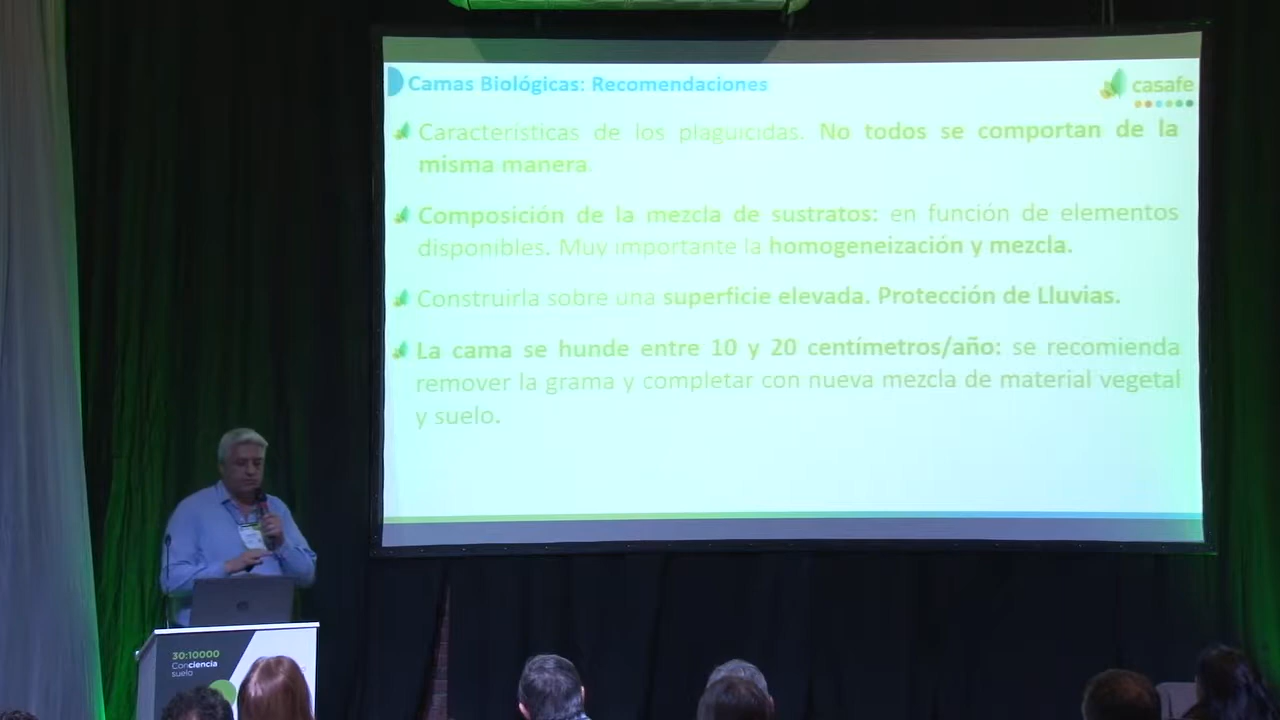 Camas Biológicas: Recomendaciones
casafe
Características de los plaguicidas. No todos se comportan de la
misma manera.
Composición de la mezcla de sustratos: en función de elementos
disponibles. Muy importante la homogeneización y mezcla.
Construirla sobre una superficie elevada. Protección de Lluvias.
La cama se hunde entre 10 y 20 centímetros/año: se recomienda
remover la grama y completar con nueva mezcla de material vegetal
y suelo.
30:10000
Conciencia
suelo